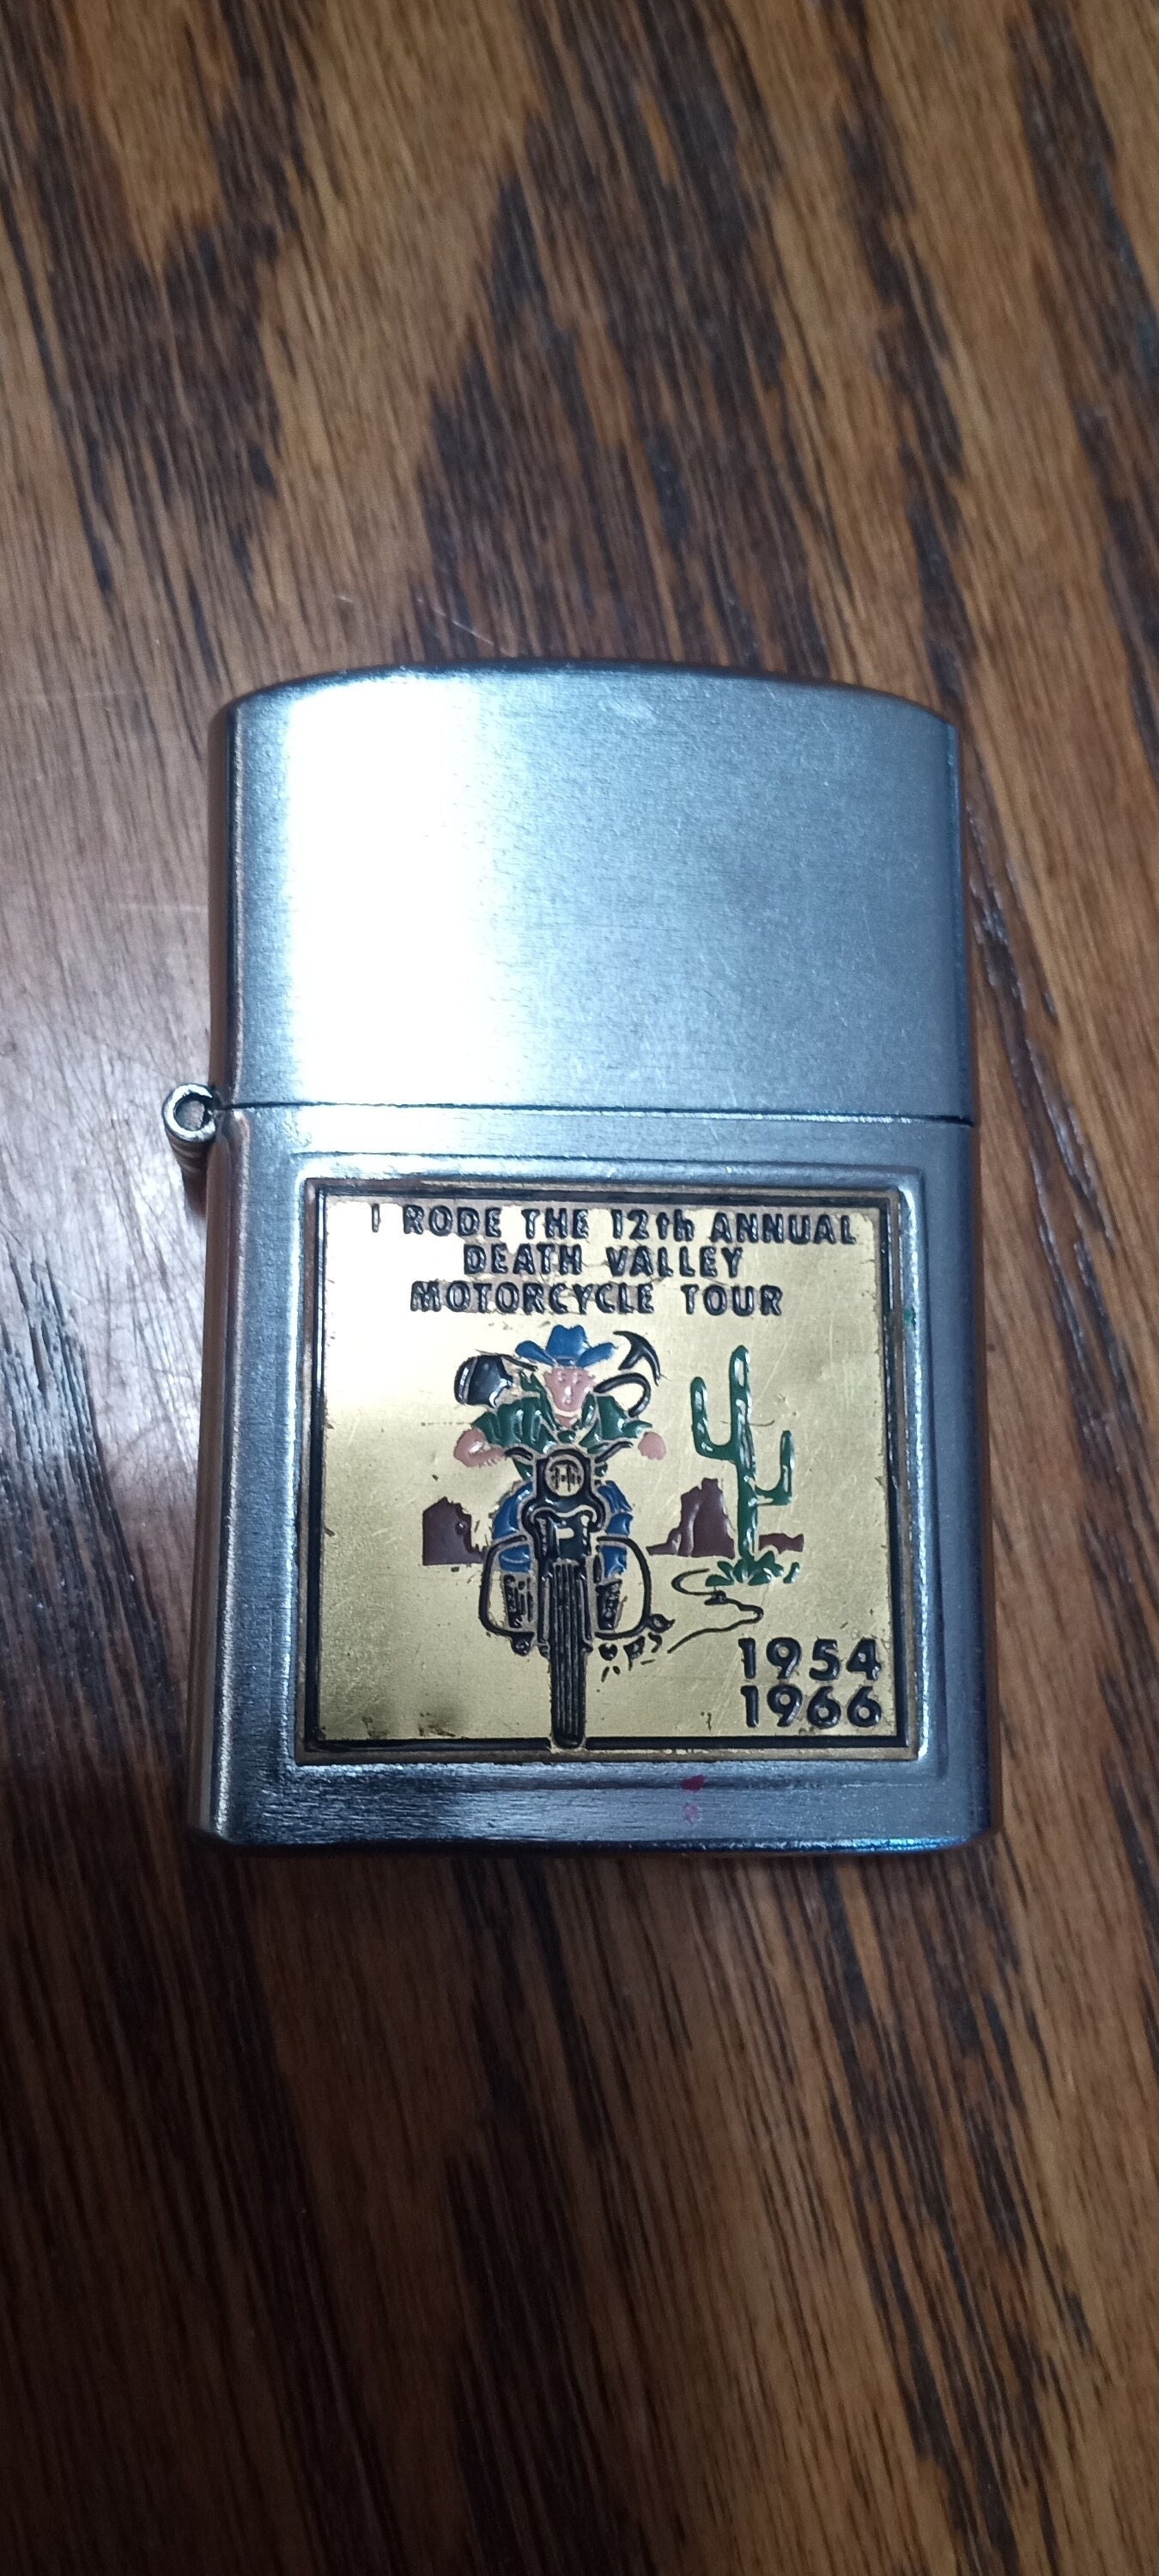 I RODE THE 12th ANNUAL
DEATH VALLEY
MOTORCYCLE TOUR
1954
1966